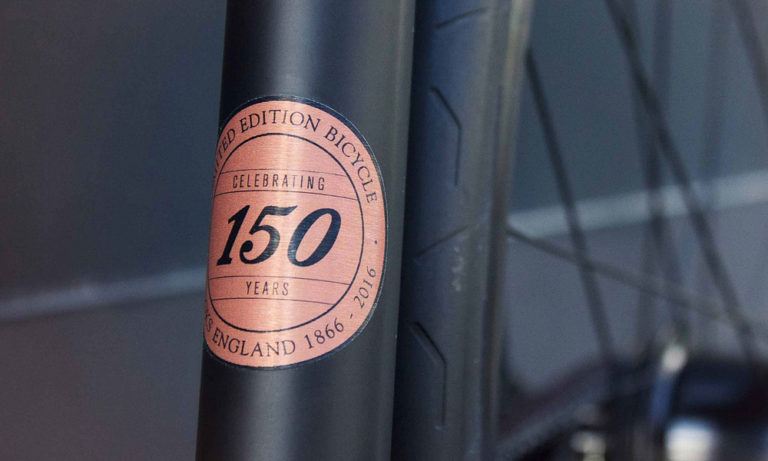 EDITION BICYCLE
CELEBRATING
150
YEARS
ENGLAND 1866 - 2016 -